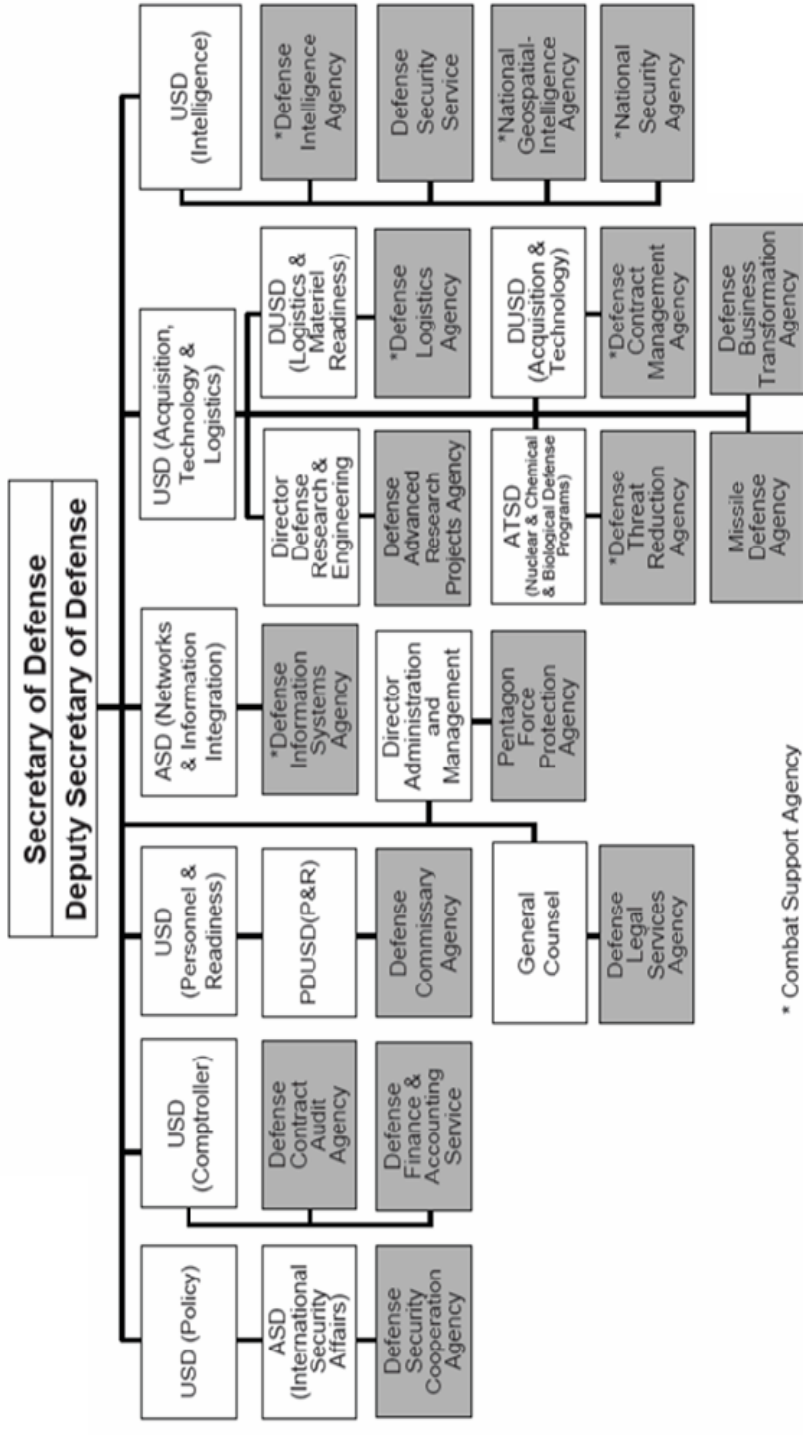 Secretary of Defense
Deputy Secretary of Defense
USD (Policy)
ASD
(International
Security
Affairs)
Defense
Security
Cooperation
Agency
USD
(Comptroller)
Defense
Contract
Audit
Agency
Defense
Finance &
Accounting
Service
USD
(Personnel &
Readiness)
PDUSD(P&R)
Defense
Commissary
Agency
General
Counsel
Defense
Legal
Services
Agency
ASD (Networks
& Information
Integration)
*Defense
Information
Systems
Agency
Director
Administration
and
Management
Pentagon
Force
Protection
Agency
USD (Acquisition,
Technology &
Logistics)
Director
Defense
Research &
Engineering
Defense
Advanced
Research
Projects Agency
ATSD
(Nuclear & Chemical
& Biological Defense
Programs)
*Defense
Threat
Reduction
Agency
Missile
Defense
Agency
DUSD
(Logistics &
Materiel
Readiness)
*Defense
Logistics
Agency
DUSD
(Acquisition &
Technology)
*Defense
Contract
Management
Agency
Defense
Business
Transformation
Agency
USD
(Intelligence)
*Defense
Intelligence
Agency
Defense
Security
Service
*National
Geospatial-
Intelligence
Agency
*National
Security
Agency
* Combat Support Agency